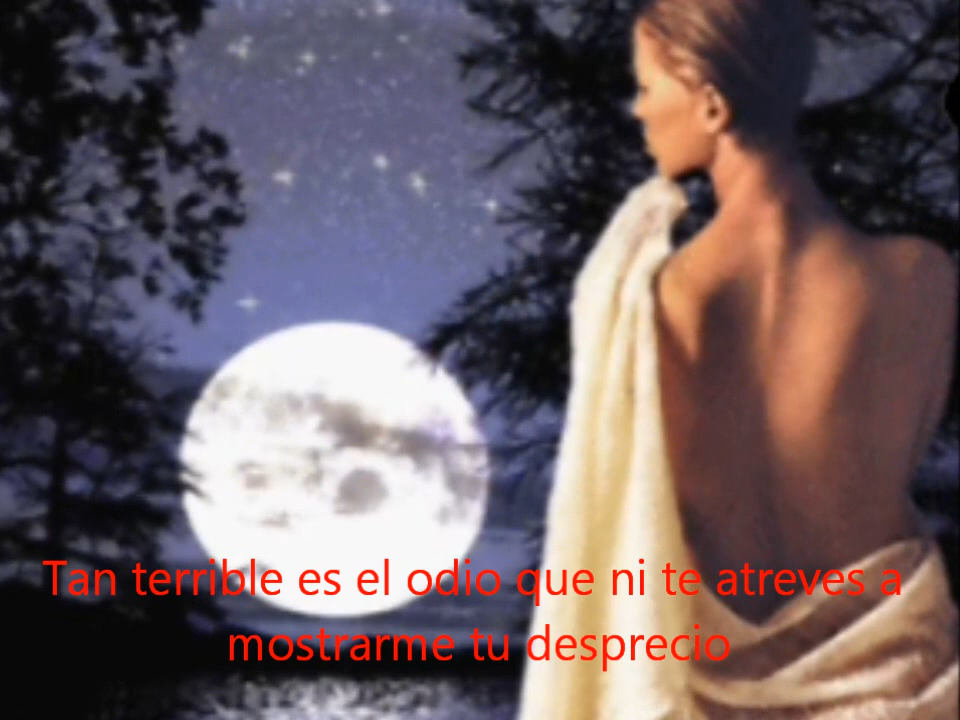 Tan terrible es el odio que ni te atreves a
mostrarme tu desprecio